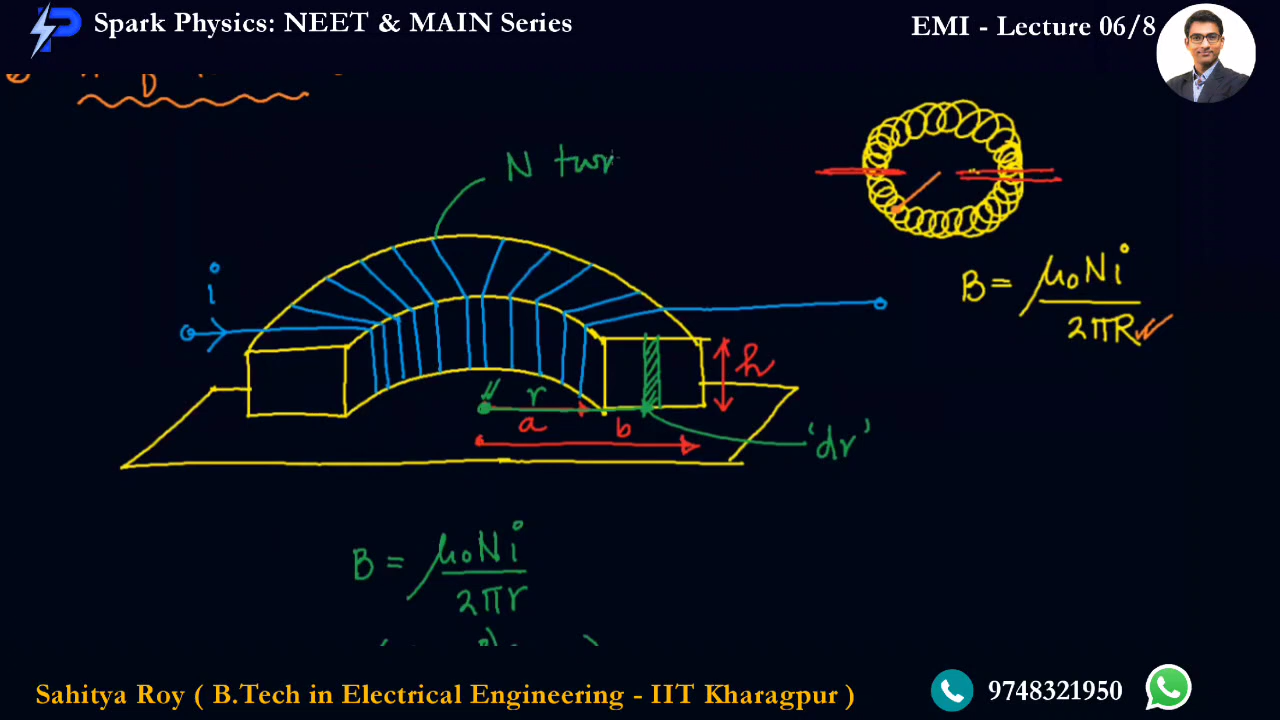 Spark Physics: NEET & MAIN Series
EMI - Lecture 06/8
N tur
i
B = μ₀Ni / 2πR
h
r
a
b
'dr'
B = μ₀Ni / 2πr
Sahitya Roy ( B.Tech in Electrical Engineering - IIT Kharagpur )
9748321950